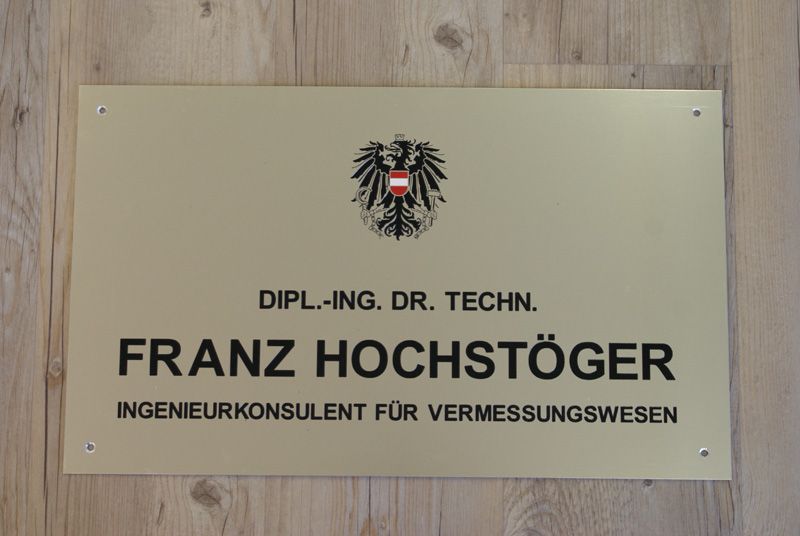 DIPL.-ING. DR. TECHN.
FRANZ HOCHSTÖGER
INGENIEURKONSULENT FÜR VERMESSUNGSWESEN